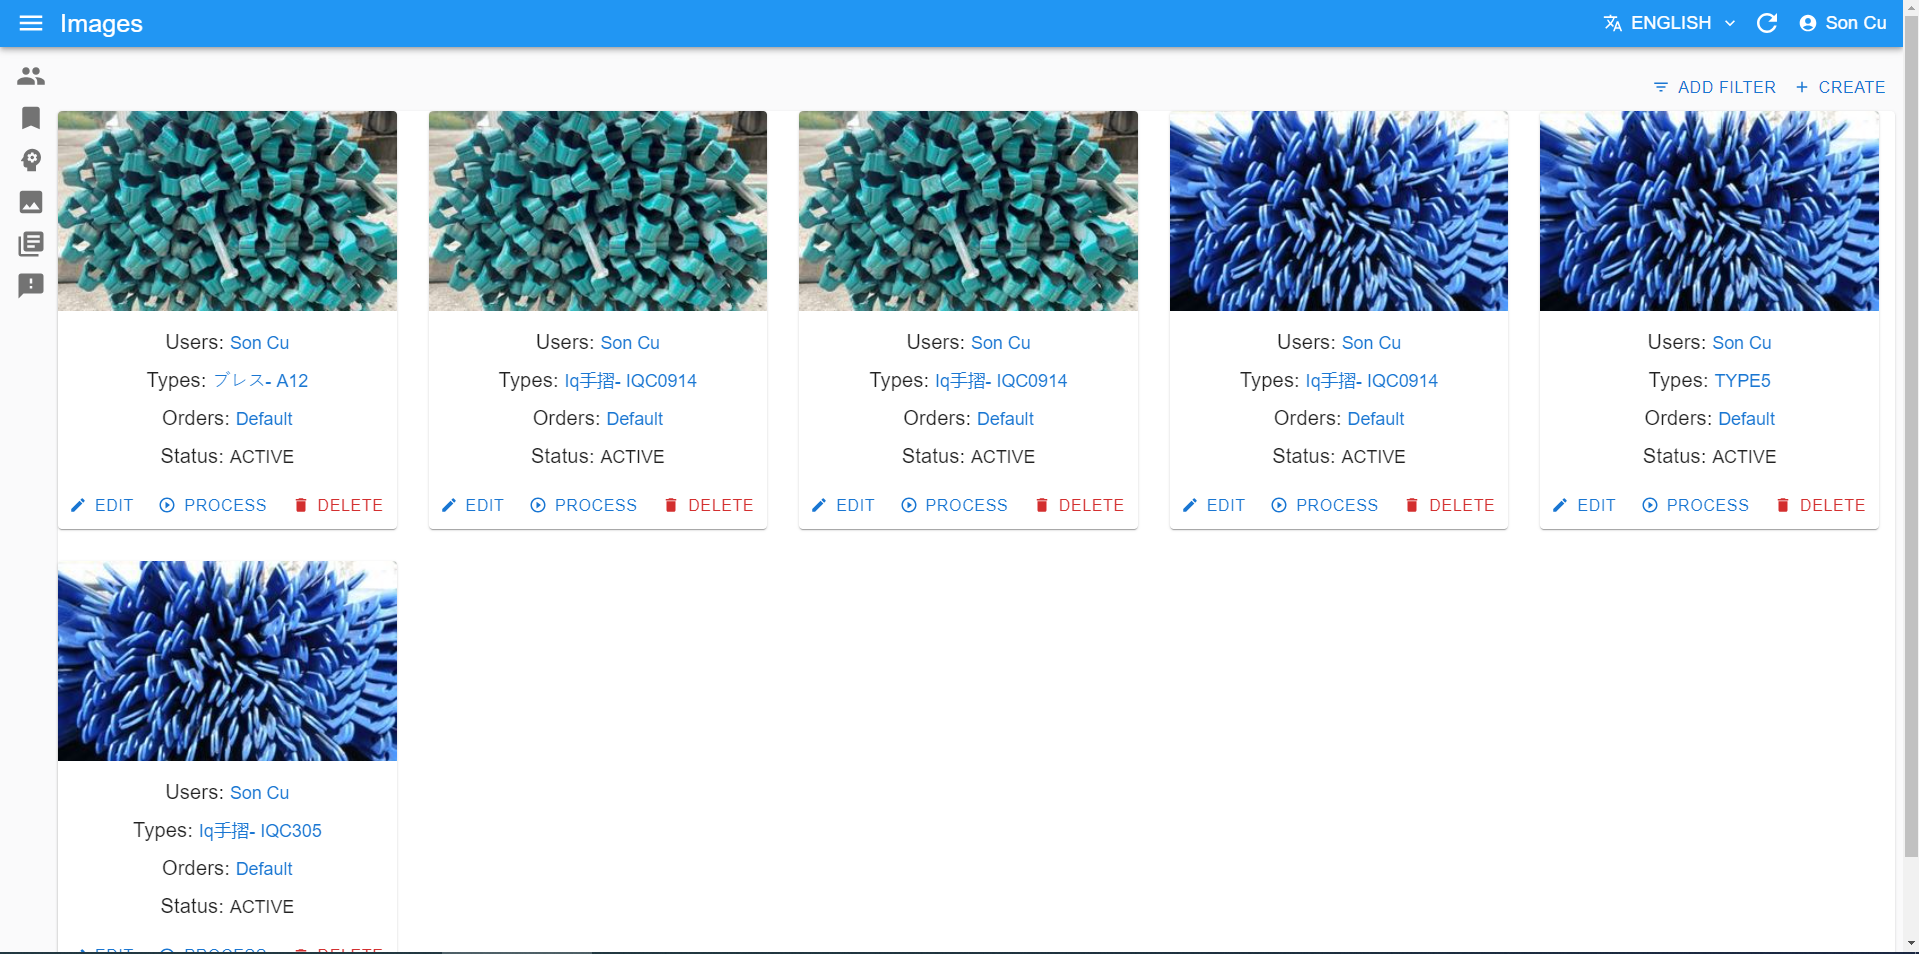 Images
ENGLISH
Son Cu
ADD FILTER
CREATE
Users: Son Cu
Types: ブレス- A12
Orders: Default
Status: ACTIVE
EDIT PROCESS DELETE
Users: Son Cu
Types: Iq手摺- IQC0914
Orders: Default
Status: ACTIVE
EDIT PROCESS DELETE
Users: Son Cu
Types: Iq手摺- IQC0914
Orders: Default
Status: ACTIVE
EDIT PROCESS DELETE
Users: Son Cu
Types: Iq手摺- IQC0914
Orders: Default
Status: ACTIVE
EDIT PROCESS DELETE
Users: Son Cu
Types: TYPE5
Orders: Default
Status: ACTIVE
EDIT PROCESS DELETE
Users: Son Cu
Types: Iq手摺- IQC305
Orders: Default
Status: ACTIVE
EDIT PROCESS DELETE